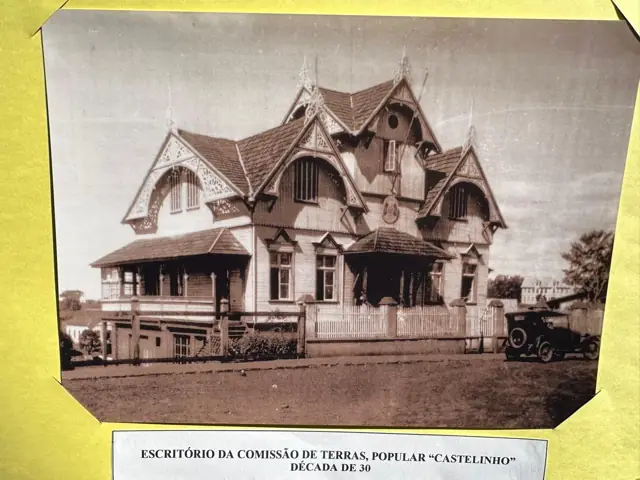 ESCRITÓRIO DA COMISSÃO DE TERRAS, POPULAR “CASTELINHO”
DÉCADA DE 30